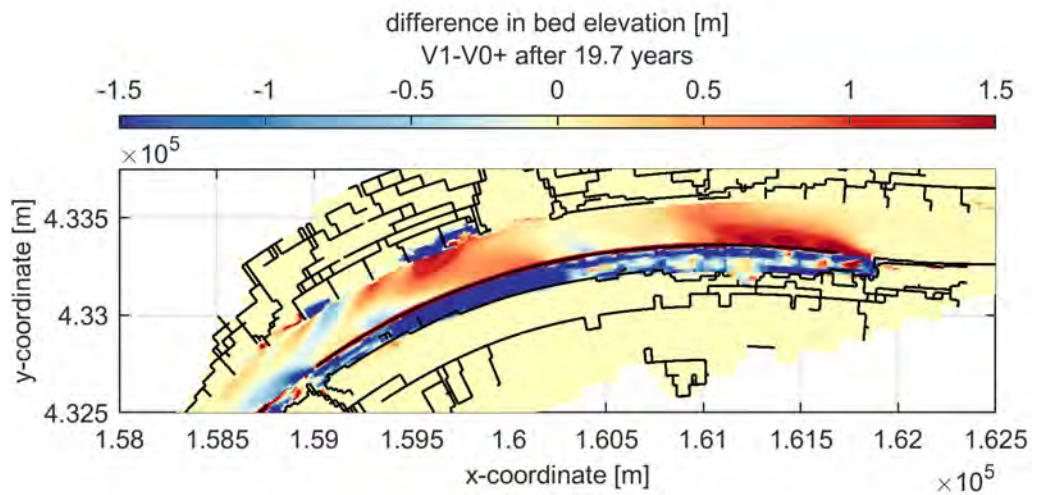 difference in bed elevation [m]
V1-V0+ after 19.7 years
-1.5 -1 -0.5 0 0.5 1 1.5
×10⁵
y-coordinate [m]
4.335
4.33
4.325
1.58 1.585 1.59 1.595 1.6 1.605 1.61 1.615 1.62 1.625
x-coordinate [m]
×10⁵